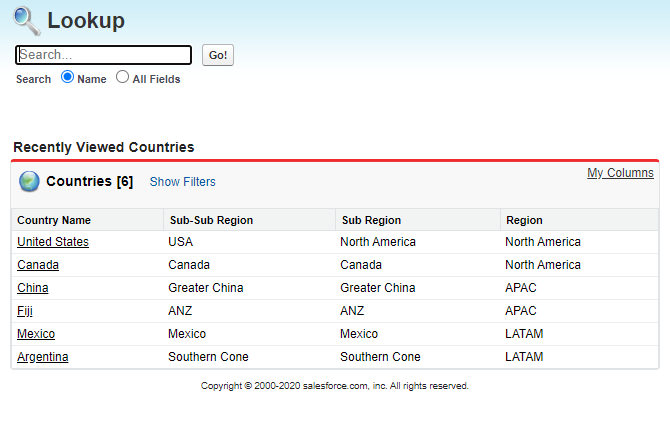 Lookup
Search...
Go!
Search Name All Fields
Recently Viewed Countries
Countries [6] Show Filters My Columns
Country Name Sub-Sub Region Sub Region Region
United States USA North America North America
Canada Canada Canada North America
China Greater China Greater China APAC
Fiji ANZ ANZ APAC
Mexico Mexico Mexico LATAM
Argentina Southern Cone Southern Cone LATAM
Copyright © 2000-2020 salesforce.com, inc. All rights reserved.